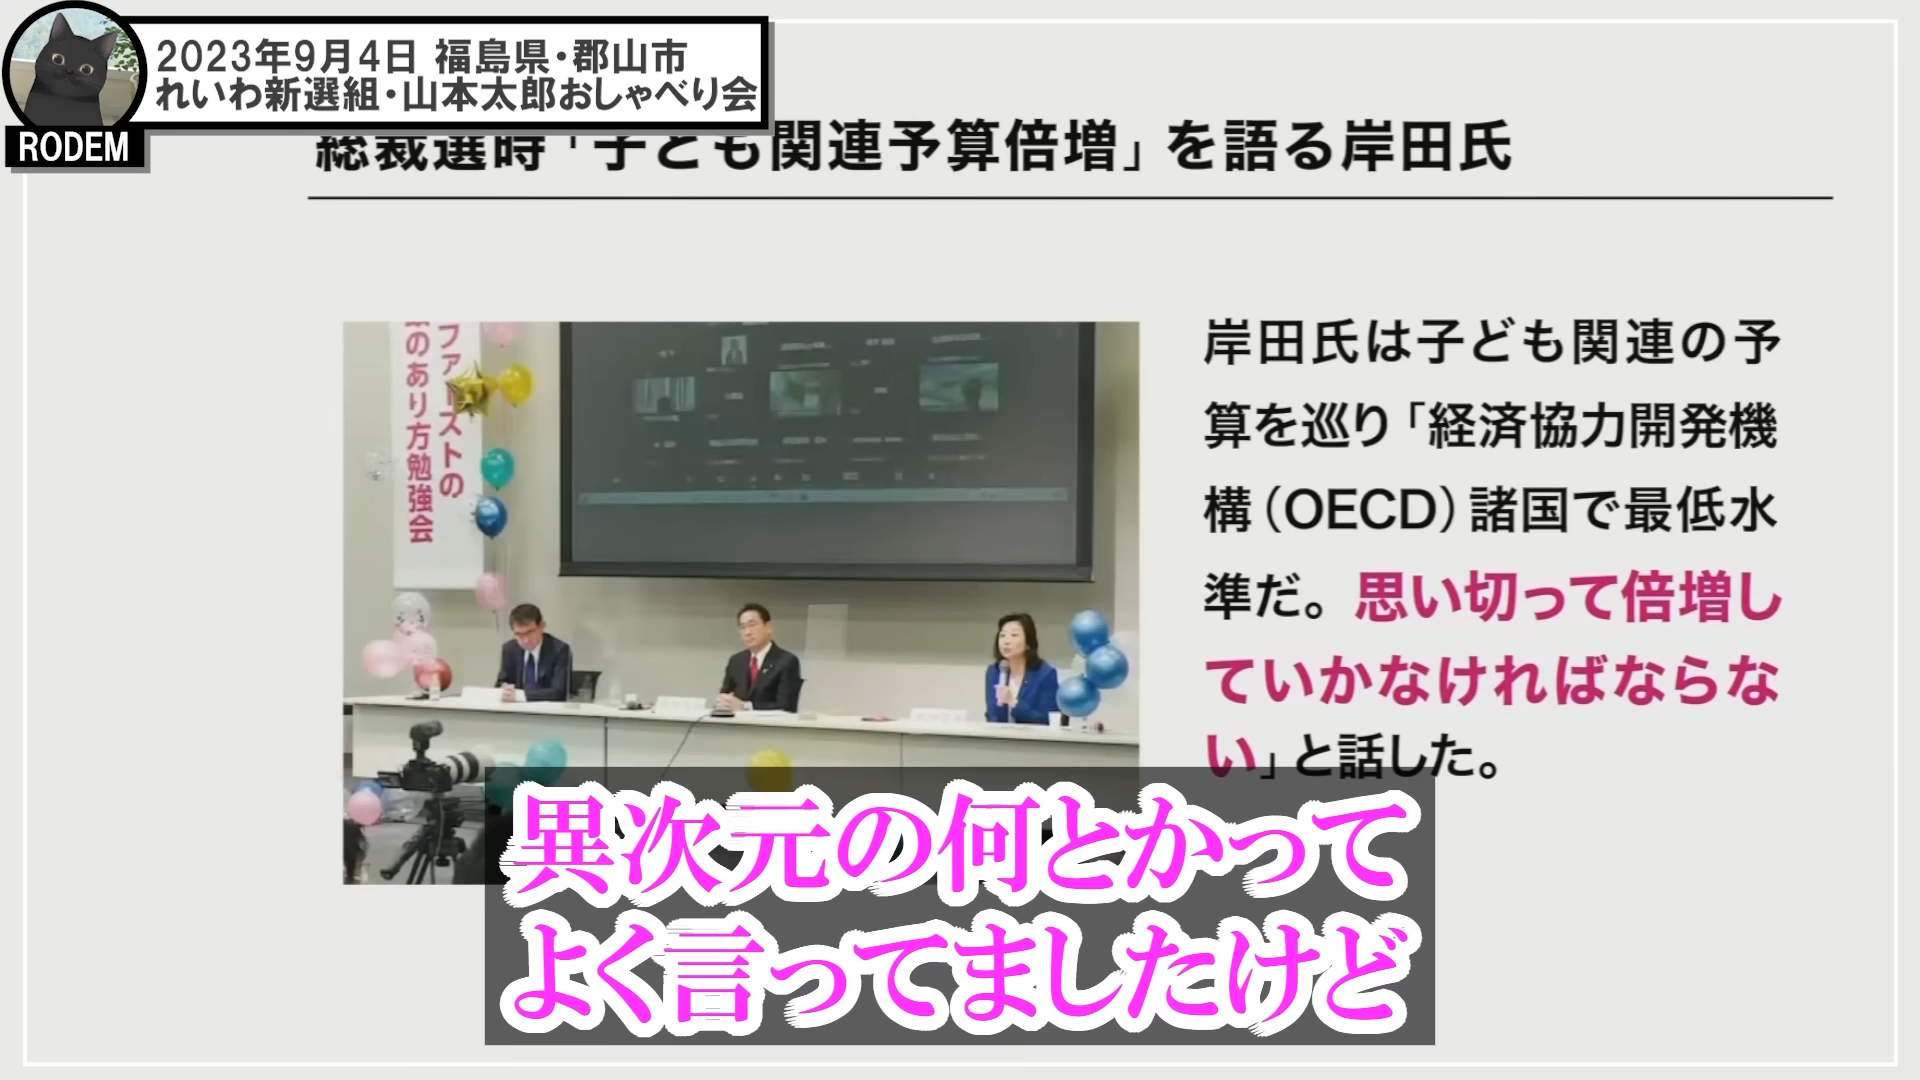 2023年9月4日 福島県・郡山市
れいわ新選組・山本太郎おしゃべり会
RODEM
総裁選時「子ども関連予算倍増」を語る岸田氏
ファーストの
のあり方勉強会
岸田氏は子ども関連の予
算を巡り「経済協力開発機
構(OECD)諸国で最低水
準だ。思い切って倍増し
ていかなければならな
い」と話した。
異次元の何とかって
よく言ってましたけど